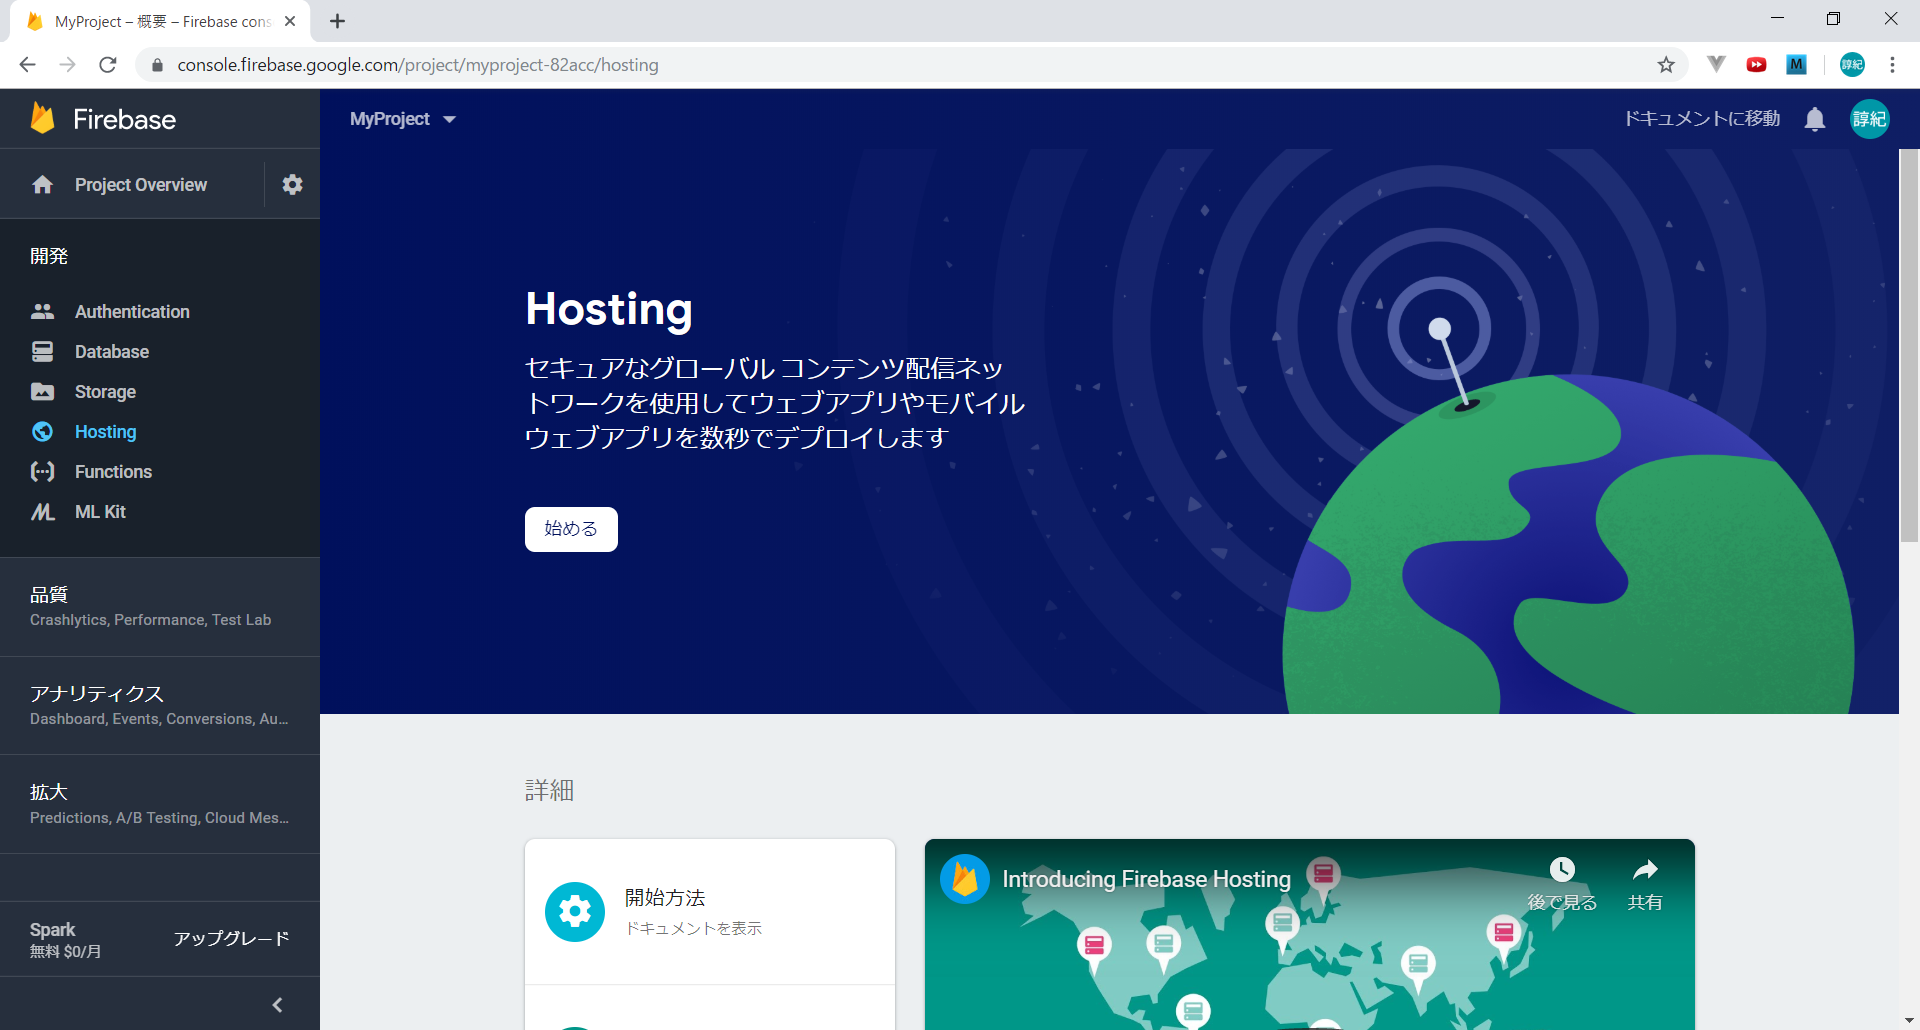 MyProject – 概要 – Firebase cons
console.firebase.google.com/project/myproject-82acc/hosting
M
諄紀
Firebase
MyProject
ドキュメントに移動
諄紀
Project Overview
開発
Authentication
Database
Storage
Hosting
Functions
ML Kit
品質
Crashlytics, Performance, Test Lab
アナリティクス
Dashboard, Events, Conversions, Au...
拡大
Predictions, A/B Testing, Cloud Mes...
Spark
無料 $0/月
アップグレード
Hosting
セキュアなグローバル コンテンツ配信ネッ
トワークを使用してウェブアプリやモバイル
ウェブアプリを数秒でデプロイします
始める
詳細
開始方法
ドキュメントを表示
Introducing Firebase Hosting
後で見る
共有